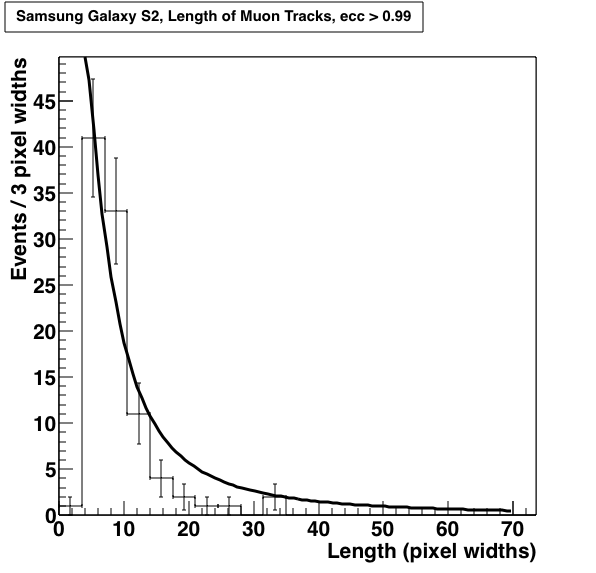 Samsung Galaxy S2, Length of Muon Tracks, ecc > 0.99
Events / 3 pixel widths
45
40
35
30
25
20
15
10
5
0
0 10 20 30 40 50 60 70
Length (pixel widths)